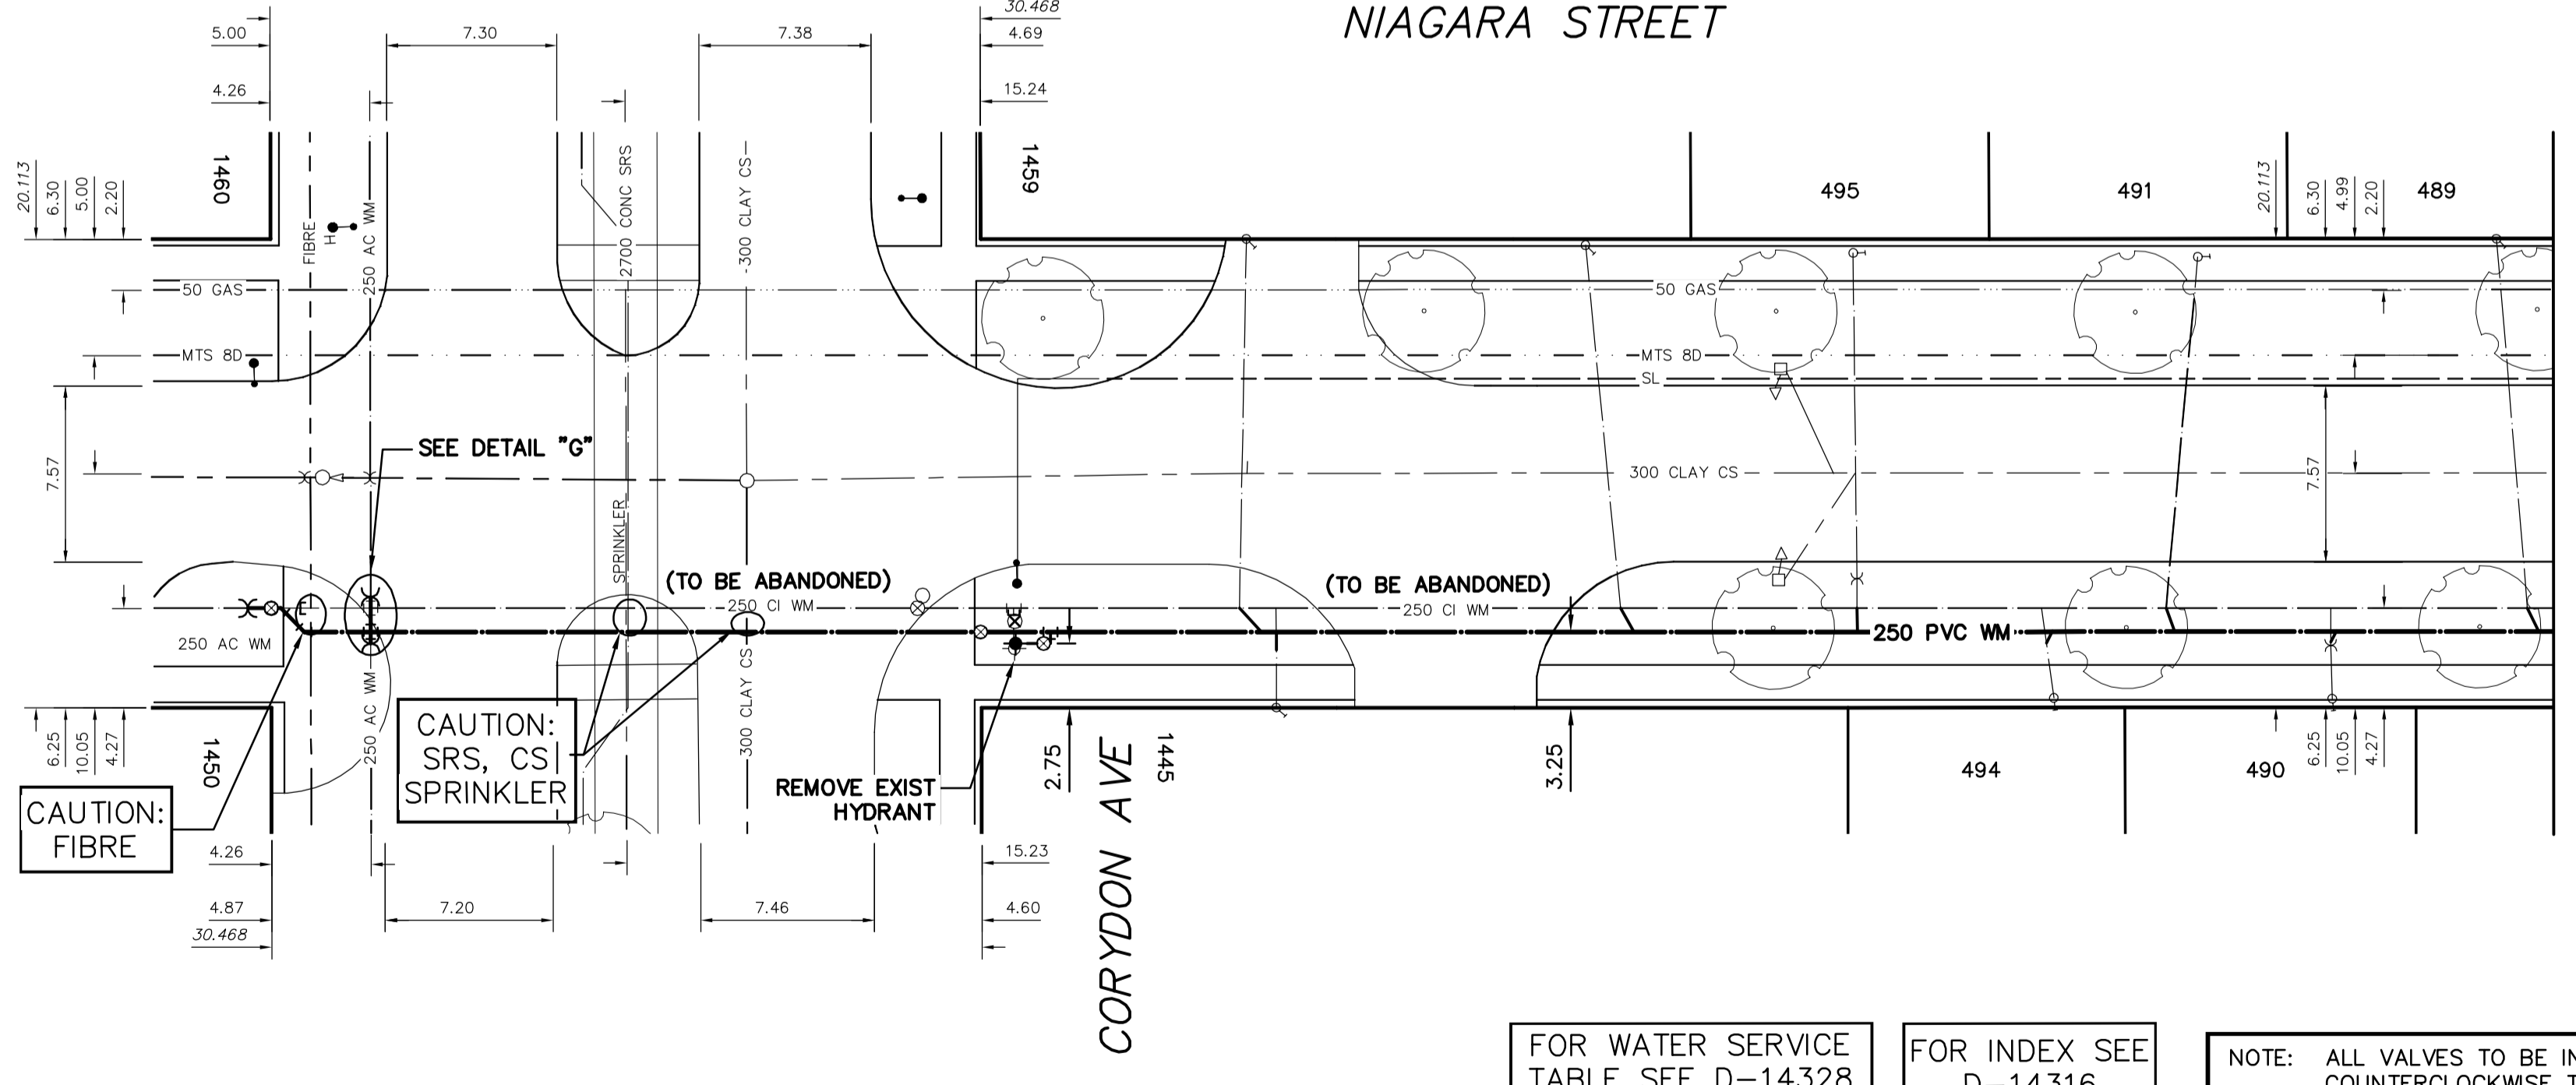 30.468
NIAGARA STREET
5.00
7.30
7.38
4.69
4.26
15.24
20.113
6.30
5.00
2.20
1460
FIBRE
H
250 AC WM
2700 CONC SRS
300 CLAY CS
1459
495
491
20.113
6.30
4.99
2.20
489
50 GAS
50 GAS
MTS 8D
MTS 8D
SL
7.57
SEE DETAIL "G"
300 CLAY CS
7.57
SPRINKLER
(TO BE ABANDONED)
250 CI WM
(TO BE ABANDONED)
250 CI WM
E
250 AC WM
250 PVC WM
250 AC WM
300 CLAY CS
6.25
10.05
4.27
1450
CAUTION:
SRS, CS
SPRINKLER
REMOVE EXIST
HYDRANT
2.75
CORYDON AVE
1445
3.25
494
490
6.25
10.05
4.27
CAUTION:
FIBRE
4.26
15.23
4.87
7.20
7.46
4.60
30.468
FOR WATER SERVICE
TABLE SEE D-14328
FOR INDEX SEE
D-14316
NOTE: ALL VALVES TO BE IN
COUNTERCLOCKWISE T